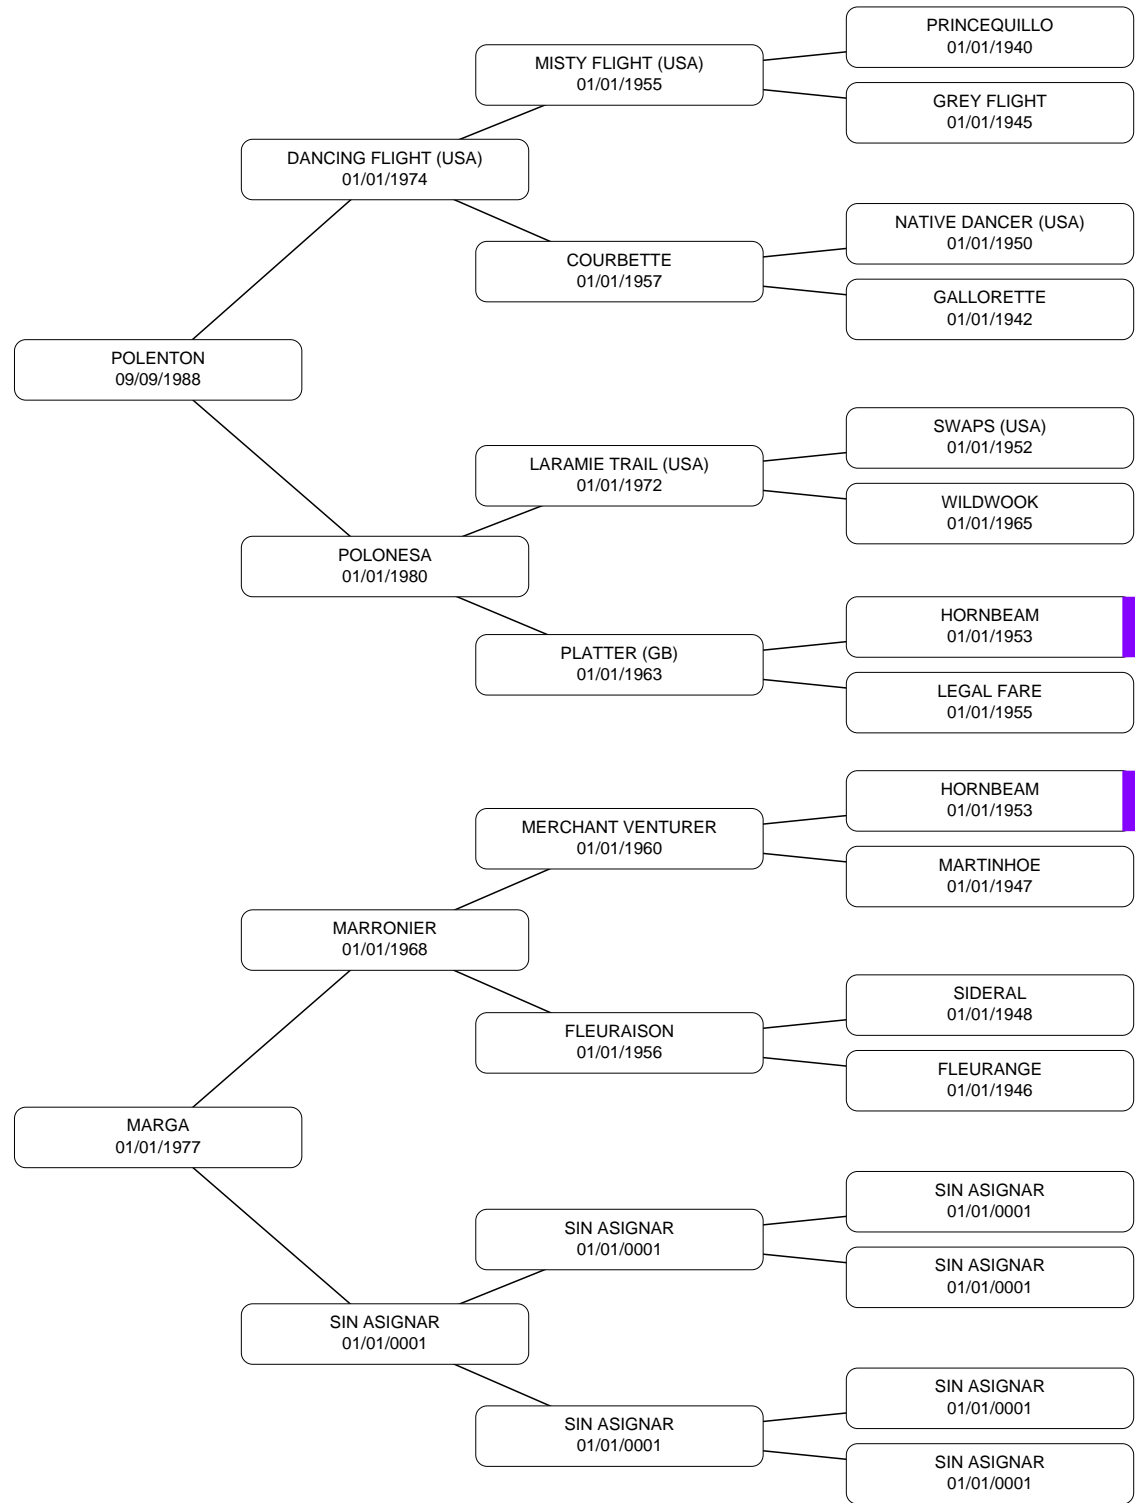 PRINCEQUILLO
01/01/1940
MISTY FLIGHT (USA)
01/01/1955
GREY FLIGHT
01/01/1945
DANCING FLIGHT (USA)
01/01/1974
NATIVE DANCER (USA)
01/01/1950
COURBETTE
01/01/1957
GALLORETTE
01/01/1942
POLENTON
09/09/1988
SWAPS (USA)
01/01/1952
LARAMIE TRAIL (USA)
01/01/1972
WILDWOOK
01/01/1965
POLONESA
01/01/1980
HORNBEAM
01/01/1953
PLATTER (GB)
01/01/1963
LEGAL FARE
01/01/1955
HORNBEAM
01/01/1953
MERCHANT VENTURER
01/01/1960
MARTINHOE
01/01/1947
MARRONIER
01/01/1968
SIDERAL
01/01/1948
FLEURAISON
01/01/1956
FLEURANGE
01/01/1946
MARGA
01/01/1977
SIN ASIGNAR
01/01/0001
SIN ASIGNAR
01/01/0001
SIN ASIGNAR
01/01/0001
SIN ASIGNAR
01/01/0001
SIN ASIGNAR
01/01/0001
SIN ASIGNAR
01/01/0001
SIN ASIGNAR
01/01/0001